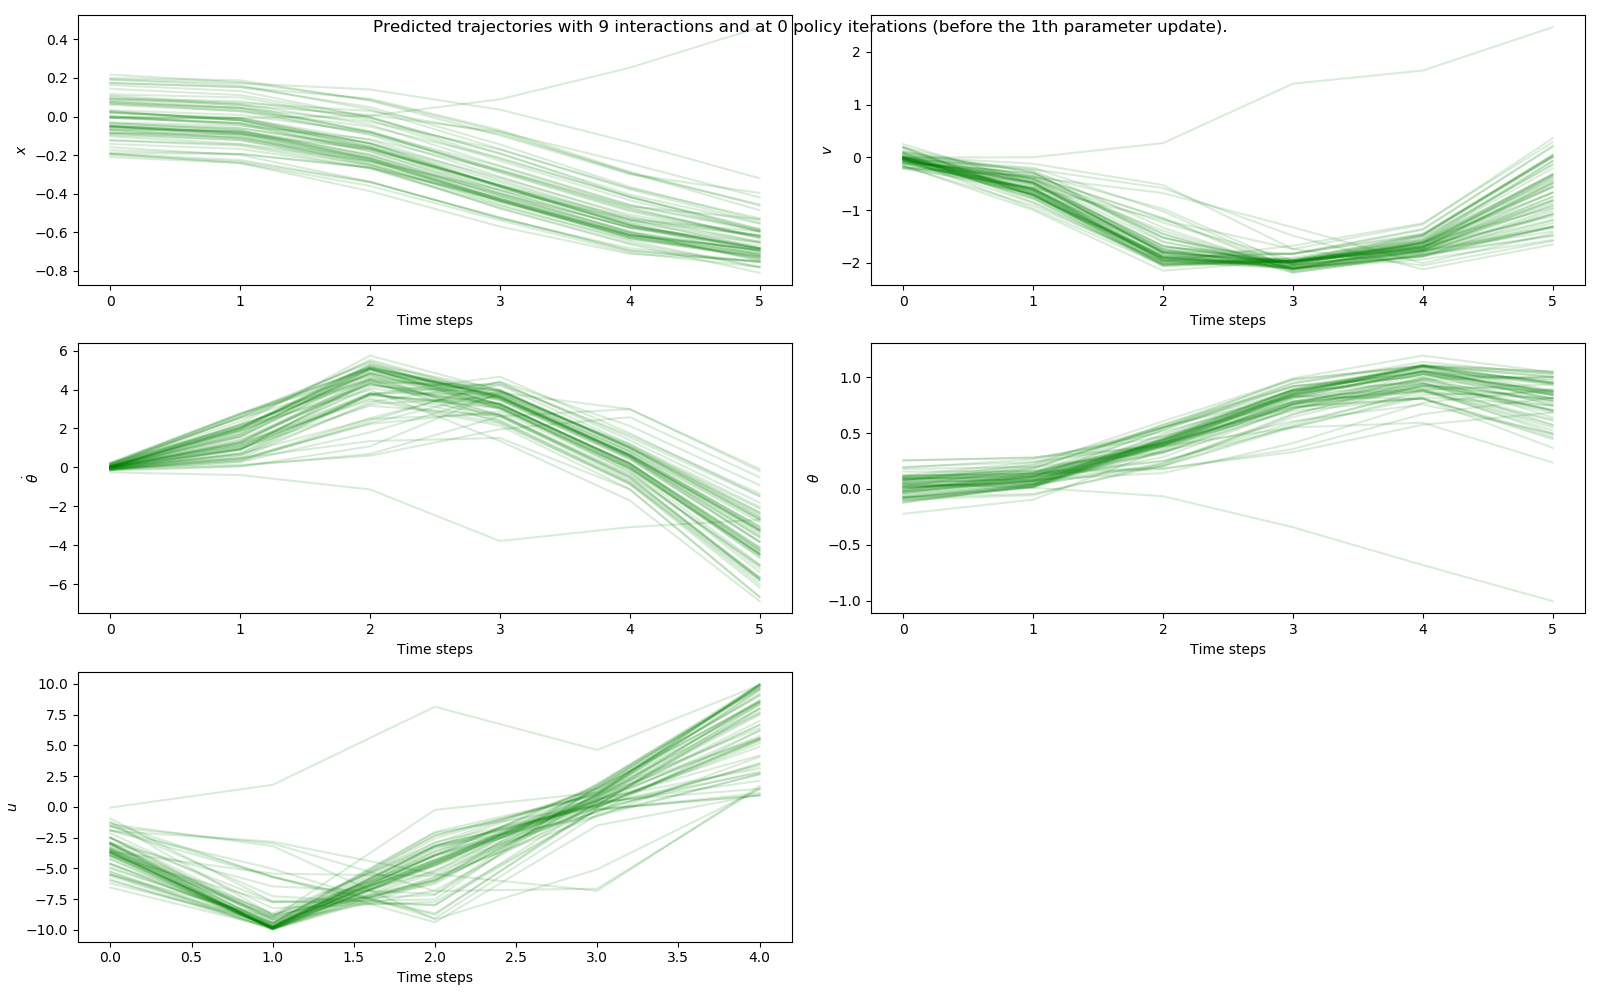 Predicted trajectories with 9 interactions and at 0 policy iterations (before the 1th parameter update).
0.4
0.2
0.0
−0.2
−0.4
−0.6
−0.8
x
0 1 2 3 4 5
Time steps
2
1
0
−1
−2
v
0 1 2 3 4 5
Time steps
6
4
2
0
−2
−4
−6
θ̇
0 1 2 3 4 5
Time steps
1.0
0.5
0.0
−0.5
−1.0
θ
0 1 2 3 4 5
Time steps
10.0
7.5
5.0
2.5
0.0
−2.5
−5.0
−7.5
−10.0
u
0.0 0.5 1.0 1.5 2.0 2.5 3.0 3.5 4.0
Time steps